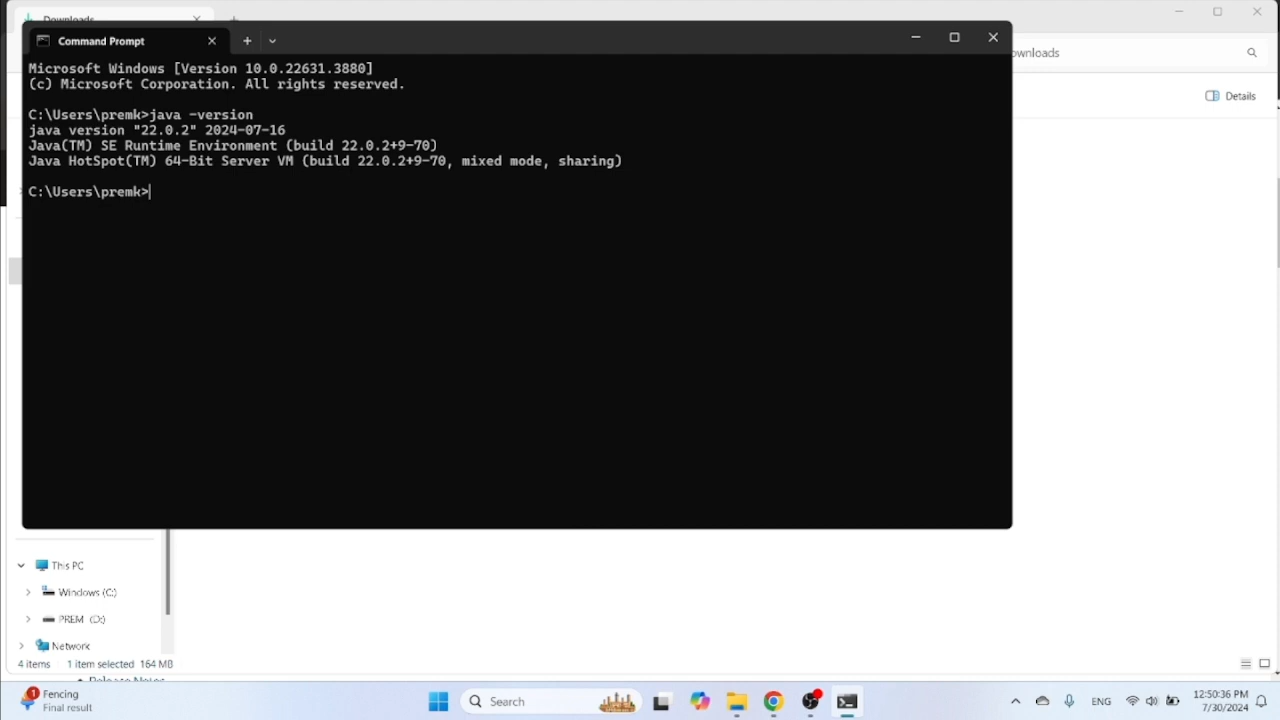 Downloads
Command Prompt
Microsoft Windows [Version 10.0.22631.3880]
(c) Microsoft Corporation. All rights reserved.
C:\Users\premk>java -version
java version "22.0.2" 2024-07-16
Java(TM) SE Runtime Environment (build 22.0.2+9-70)
Java HotSpot(TM) 64-Bit Server VM (build 22.0.2+9-70, mixed mode, sharing)
C:\Users\premk>
ownloads
Details
This PC
Windows (C:)
PREM (D:)
Network
4 items 1 item selected 164 MB
Release Notes
1
Fencing
Final result
Search
ENG
12:50:36 PM
7/30/2024